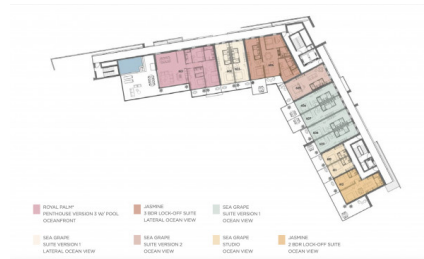 ROYAL PALM*
PENTHOUSE VERSION 3 W/ POOL
OCEANFRONT
JASMINE
3 BDR LOCK-OFF SUITE
LATERAL OCEAN VIEW
SEA GRAPE
SUITE VERSION 1
OCEAN VIEW
SEA GRAPE
SUITE VERSION 1
LATERAL OCEAN VIEW
SEA GRAPE
SUITE VERSION 2
OCEAN VIEW
SEA GRAPE
STUDIO
OCEAN VIEW
JASMINE
2 BDR LOCK-OFF SUITE
OCEAN VIEW